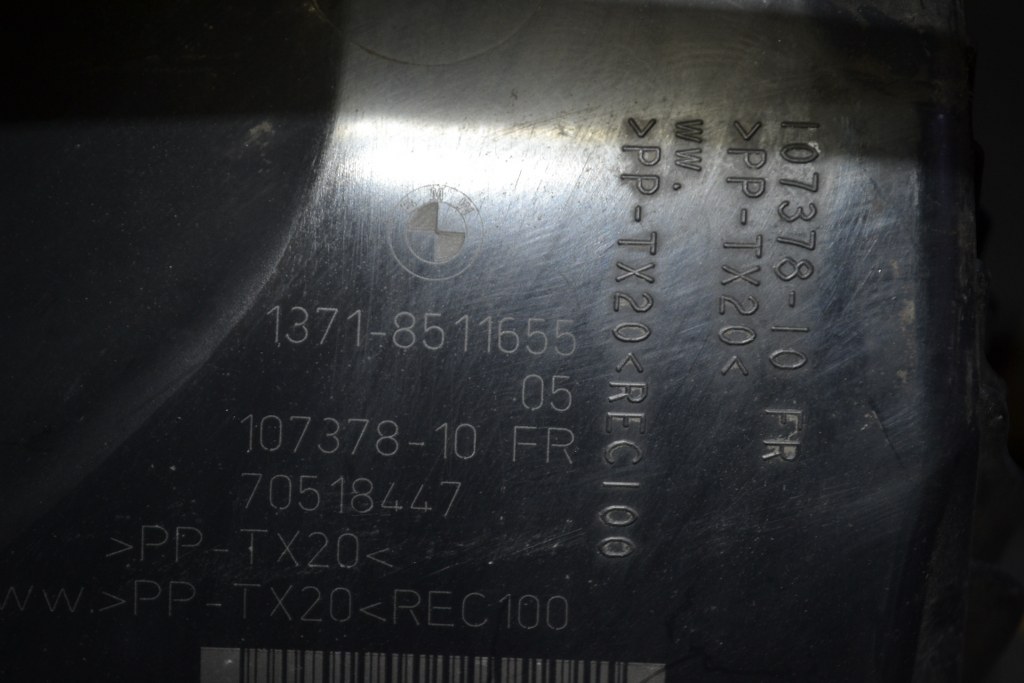 1371-8511655
05
107378-10 FR
70518447
>PP-TX20<
ww.>PP-TX20<REC100
107378-10 FR
>PP-TX20<
ww.
>PP-TX20<REC100